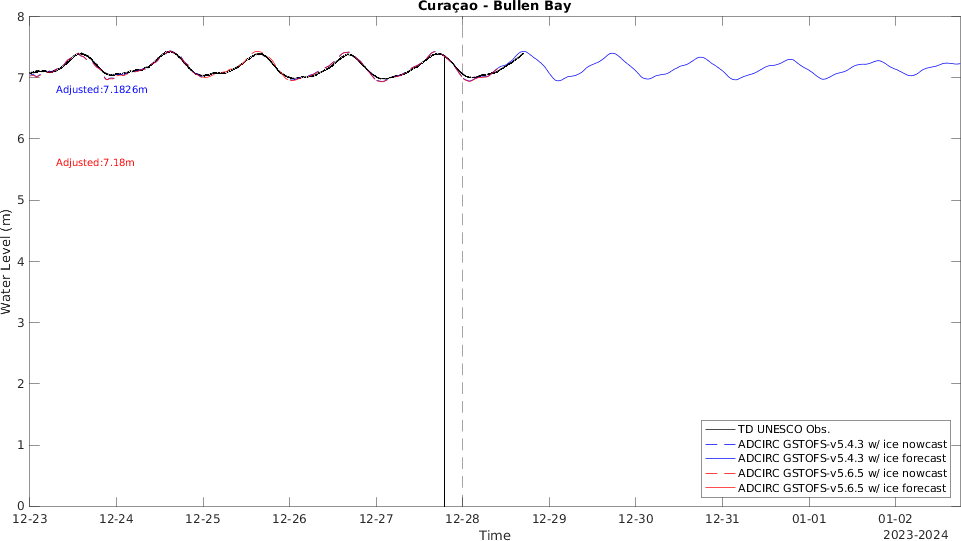 Curaçao - Bullen Bay
8
7
6
5
4
3
2
1
0
Water Level (m)
Adjusted:7.1826m
Adjusted:7.18m
TD UNESCO Obs.
ADCIRC GSTOFS-v5.4.3 w/ ice nowcast
ADCIRC GSTOFS-v5.4.3 w/ ice forecast
ADCIRC GSTOFS-v5.6.5 w/ ice nowcast
ADCIRC GSTOFS-v5.6.5 w/ ice forecast
12-23 12-24 12-25 12-26 12-27 12-28 12-29 12-30 12-31 01-01 01-02
Time
2023-2024